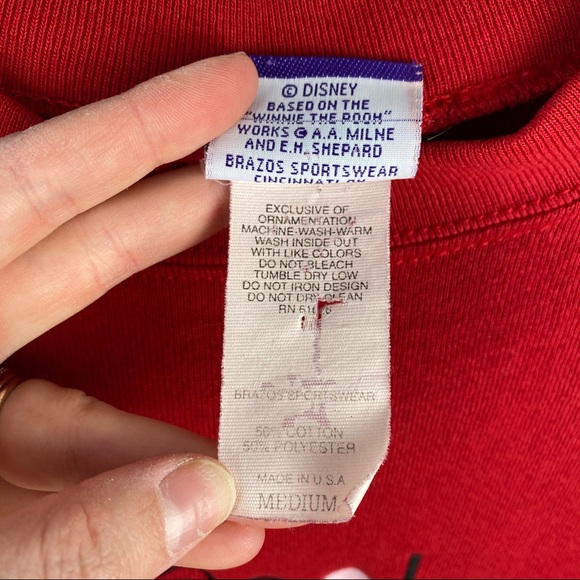 © DISNEY
BASED ON THE
"WINNIE THE POOH"
WORKS © A.A. MILNE
AND E.H. SHEPARD
BRAZOS SPORTSWEAR
EXCLUSIVE OF
ORNAMENTATION
MACHINE-WASH-WARM
WASH INSIDE OUT
WITH LIKE COLORS
DO NOT BLEACH
TUMBLE DRY LOW
DO NOT IRON DESIGN
DO NOT DRY CLEAN
RN
BRAZOS SPORTSWEAR
50% COTTON
50% POLYESTER
MADE IN U.S.A
MEDIUM